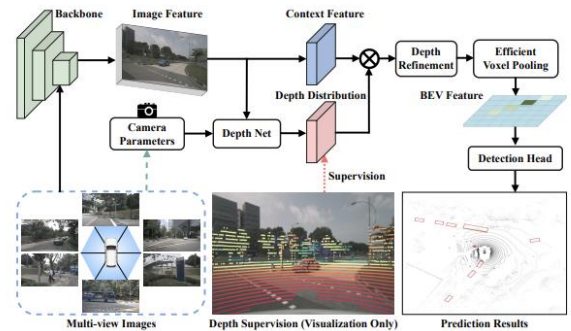 Backbone
Image Feature
Context Feature
Depth
Refinement
Efficient
Voxel Pooling
Depth Distribution
BEV Feature
Camera
Parameters
Depth Net
Supervision
Detection Head
Multi-view Images
Depth Supervision (Visualization Only)
Prediction Results